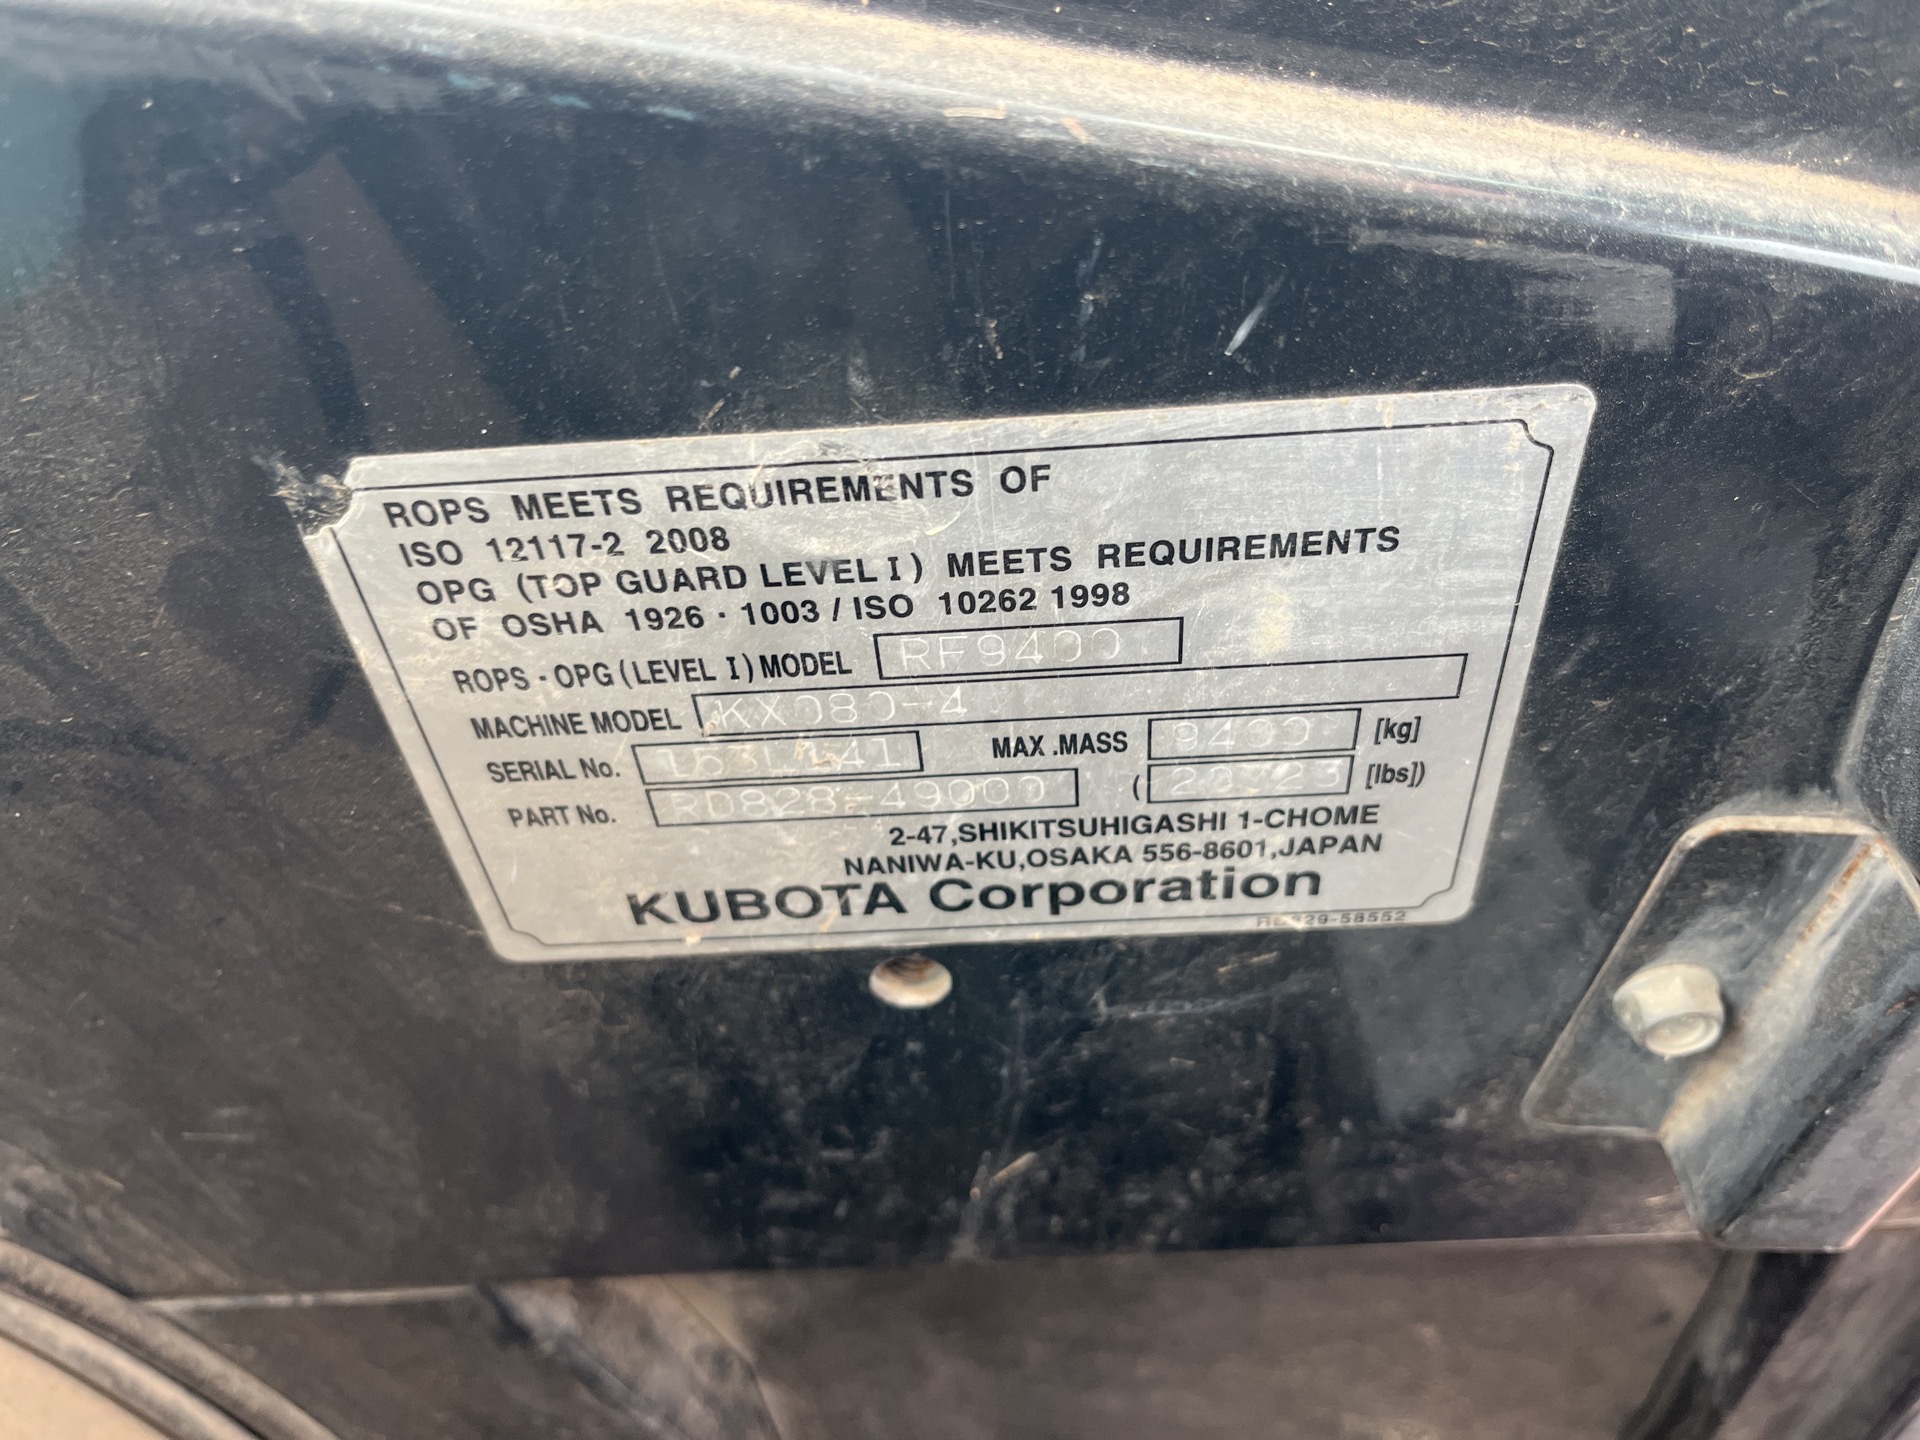 ROPS MEETS REQUIREMENTS OF
ISO 12117-2 2008
OPG (TOP GUARD LEVEL I) MEETS REQUIREMENTS
OF OSHA 1926・1003 / ISO 10262 1998
ROPS・OPG (LEVEL I) MODEL RF9400
MACHINE MODEL KX080-4
SERIAL No. MAX .MASS 9400 [kg]
PART No. RD828-49000 ( [lbs])
2-47,SHIKITSUHIGASHI 1-CHOME
NANIWA-KU,OSAKA 556-8601,JAPAN
KUBOTA Corporation